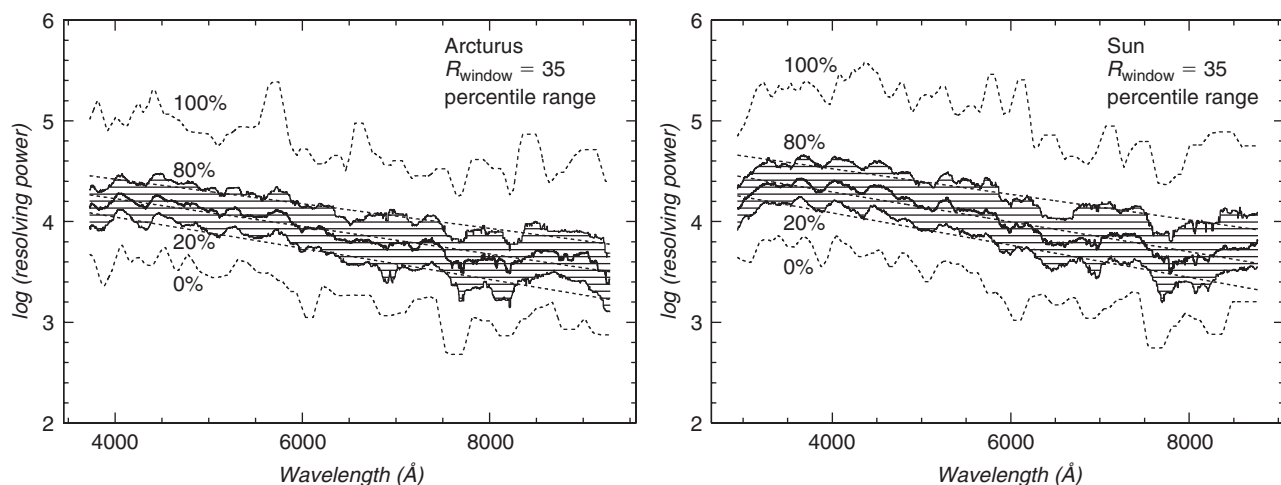 6
5
4
3
2
log (resolving power)
Arcturus
R_window = 35
percentile range
100%
80%
20%
0%
4000 6000 8000
Wavelength (Å)
6
5
4
3
2
log (resolving power)
Sun
R_window = 35
percentile range
100%
80%
20%
0%
4000 6000 8000
Wavelength (Å)